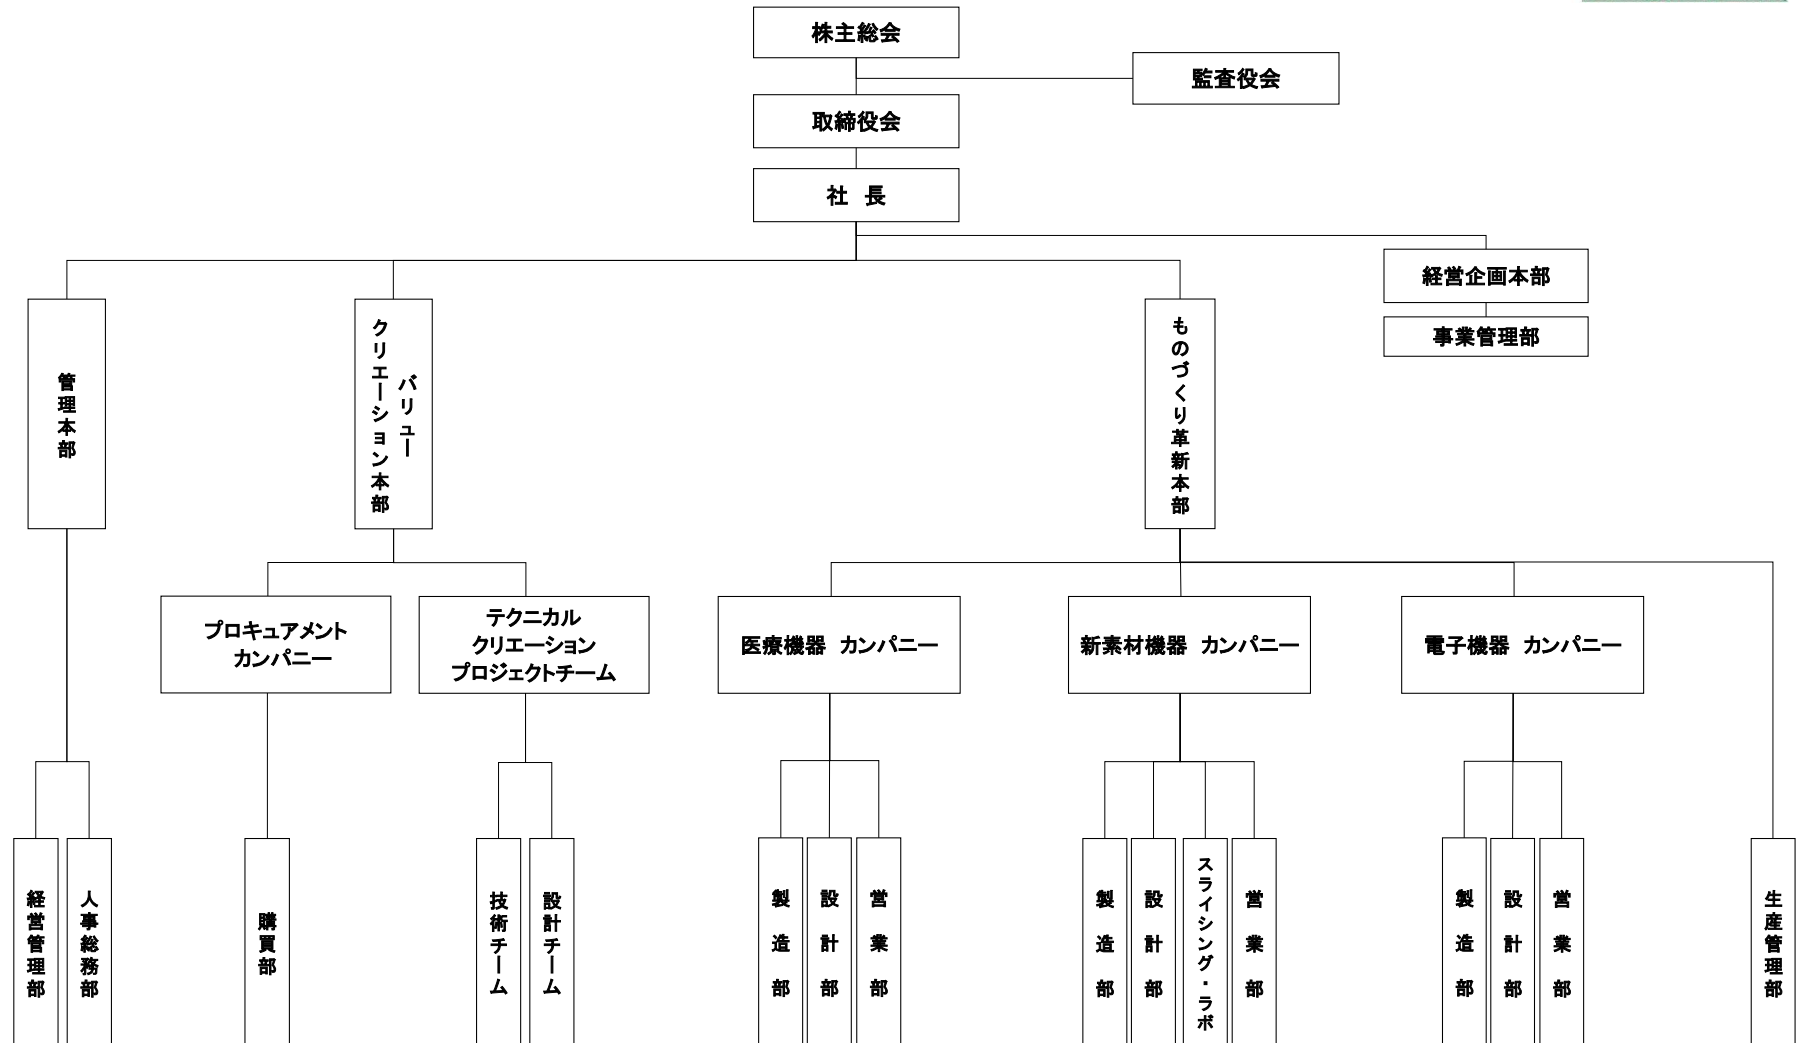 株主総会
監査役会
取締役会
社 長
経営企画本部
事業管理部
管理本部
バリュー
クリエーション本部
ものづくり革新本部
プロキュアメント
カンパニー
テクニカル
クリエーション
プロジェクトチーム
医療機器 カンパニー
新素材機器 カンパニー
電子機器 カンパニー
経営管理部
人事総務部
購買部
技術チーム
設計チーム
製造部
設計部
営業部
製造部
設計部
スライシング・ラボ
営業部
製造部
設計部
営業部
生産管理部